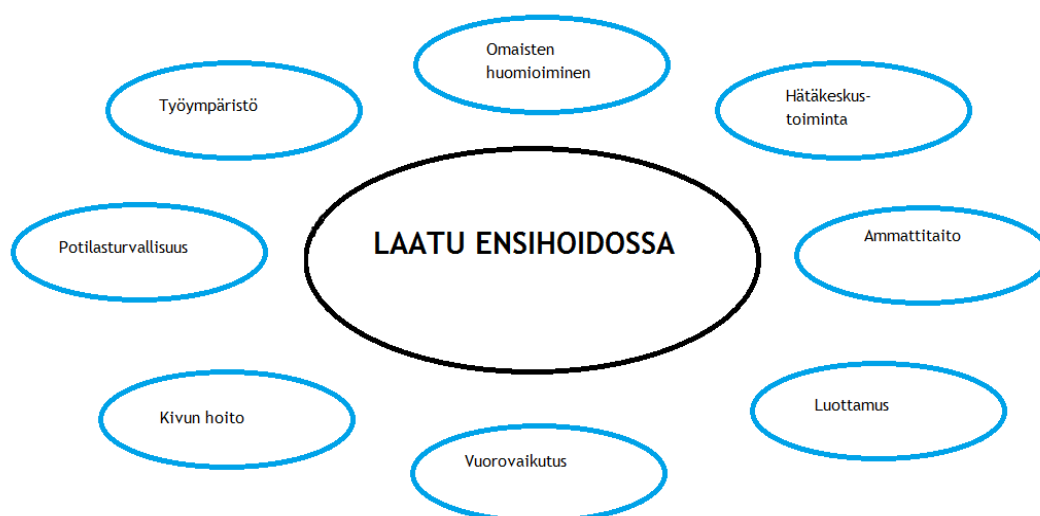 Omaisten
huomioiminen
Työympäristö
Hätäkeskus-
toiminta
Potilasturvallisuus
LAATU ENSIHOIDOSSA
Ammattitaito
Kivun hoito
Luottamus
Vuorovaikutus